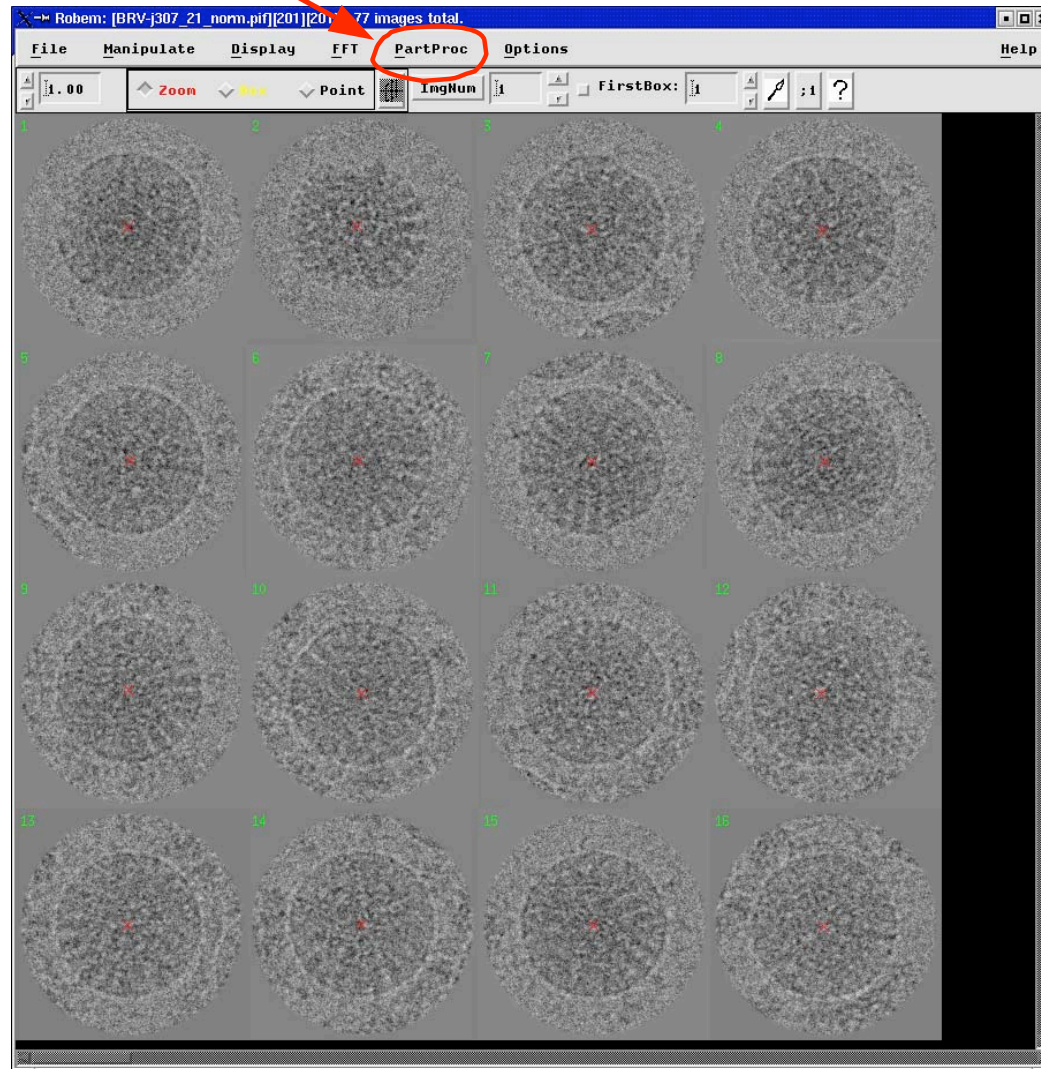 Robem: [BRV-j307_21_norm.pif][201][201] 77 images total.
File Manipulate Display FFT PartProc Options Help
1.00 Zoom Point ImgNum 1 FirstBox: 1 ;1 ?
1 2 3 4
5 6 7 8
9 10 11 12
13 14 15 16